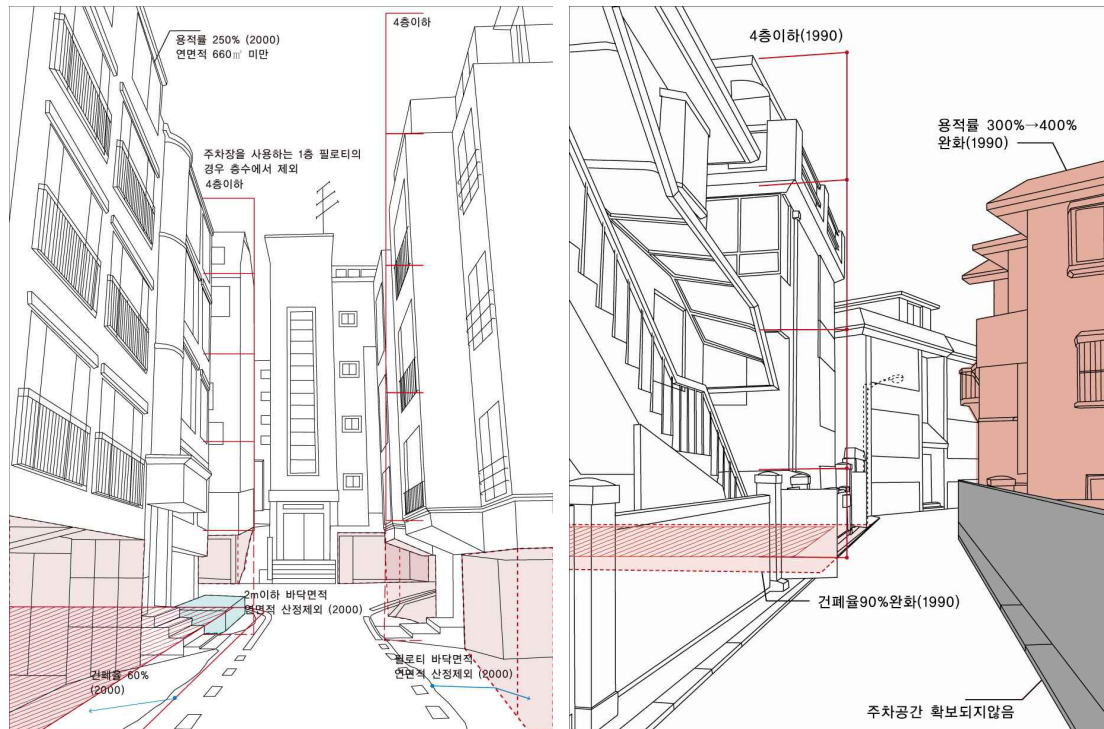 용적률 250% (2000)
연면적 660㎡ 미만
4층이하
주차장을 사용하는 1층 필로티의
경우 층수에서 제외
4층이하
2m이하 바닥면적
연면적 산정제외 (2000)
건폐율 60%
(2000)
필로티 바닥면적
연면적 산정제외 (2000)
4층이하(1990)
용적률 300%→400%
완화(1990)
건폐율90%완화(1990)
주차공간 확보되지않음